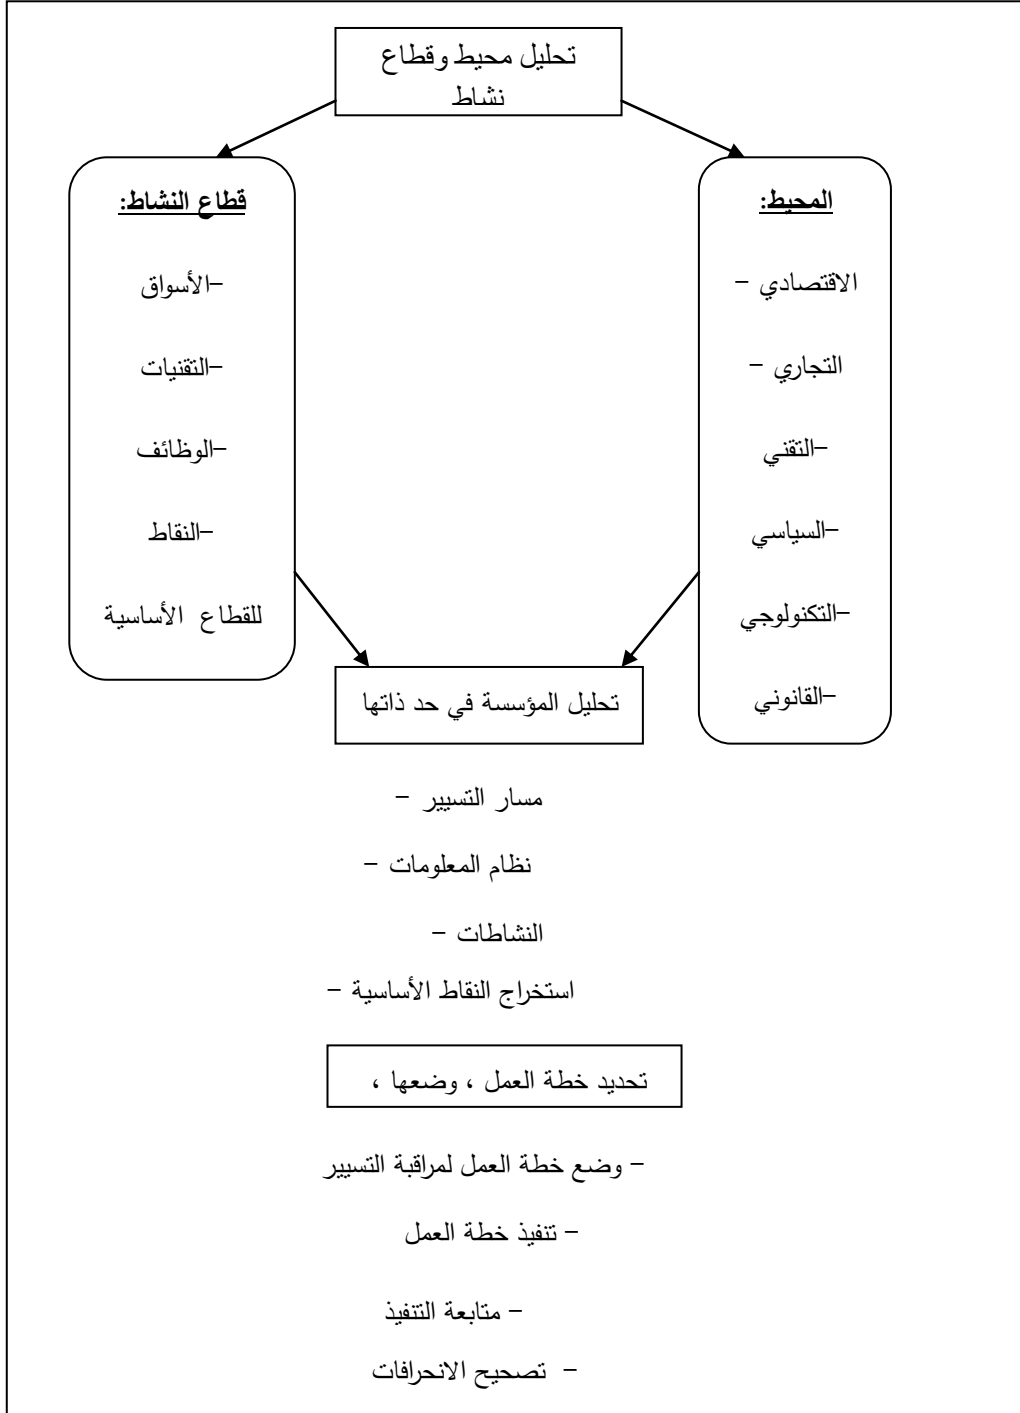 تحليل محيط وقطاع
نشاط
المحيط:
الاقتصادي –
التجاري –
–التقني
–السياسي
–التكنولوجي
–القانوني
قطاع النشاط:
–الأسواق
–التقنيات
–الوظائف
–النقاط
للقطاع الأساسية
تحليل المؤسسة في حد ذاتها
مسار التسيير –
نظام المعلومات –
النشاطات –
استخراج النقاط الأساسية –
تحديد خطة العمل ، وضعها ،
– وضع خطة العمل لمراقبة التسيير
– تنفيذ خطة العمل
– متابعة التنفيذ
– تصحيح الانحرافات